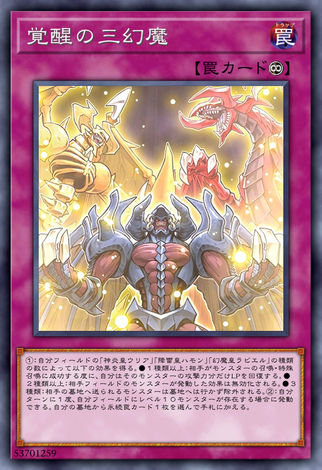 覚醒の三幻魔
トラップ
罠
【罠カード】
①:自分フィールドの「神炎皇ウリア」「降雷皇ハモン」「幻魔皇ラビエル」の種類
の数によって以下の効果を得る。●1種類以上:相手がモンスターの召喚・特殊
召喚に成功する度に、自分はそのモンスターの攻撃力分だけLPを回復する。●
2種類以上:相手フィールドのモンスターが発動した効果は無効化される。●3
種類:相手の墓地へ送られるモンスターは墓地へは行かず除外される。②:自分タ
ーンに1度、自分フィールドにレベル10モンスターが存在する場合に発動
できる。自分の墓地から永続罠カード1枚を選んで手札に加える。
53701259